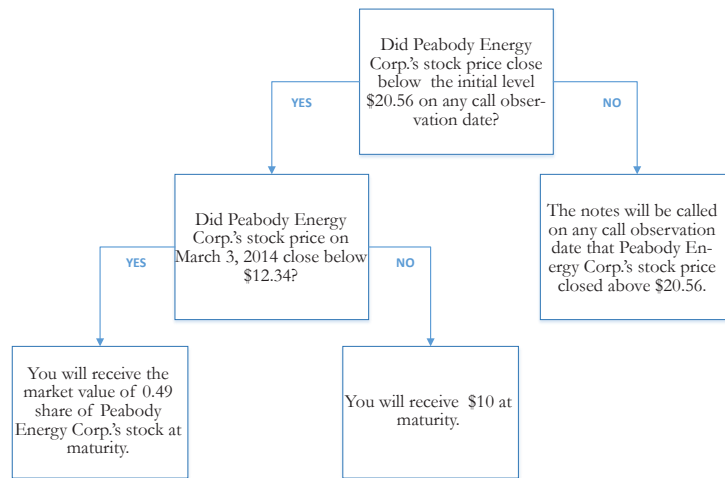 Did Peabody Energy
Corp.'s stock price close
below the initial level
$20.56 on any call obser-
vation date?
YES
NO
Did Peabody Energy
Corp.'s stock price on
March 3, 2014 close below
$12.34?
The notes will be called
on any call observation
date that Peabody En-
ergy Corp.'s stock price
closed above $20.56.
YES
NO
You will receive the
market value of 0.49
share of Peabody
Energy Corp.'s stock at
maturity.
You will receive $10 at
maturity.